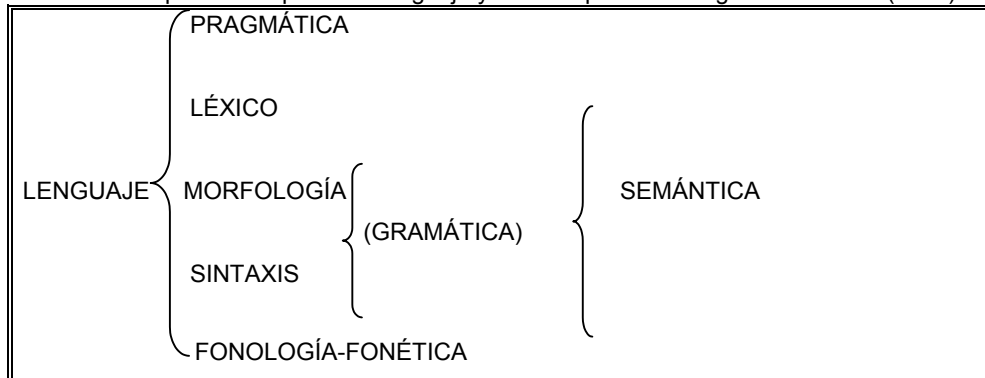 PRAGMÁTICA
LÉXICO
LENGUAJE MORFOLOGÍA SEMÁNTICA
(GRAMÁTICA)
SINTAXIS
FONOLOGÍA-FONÉTICA